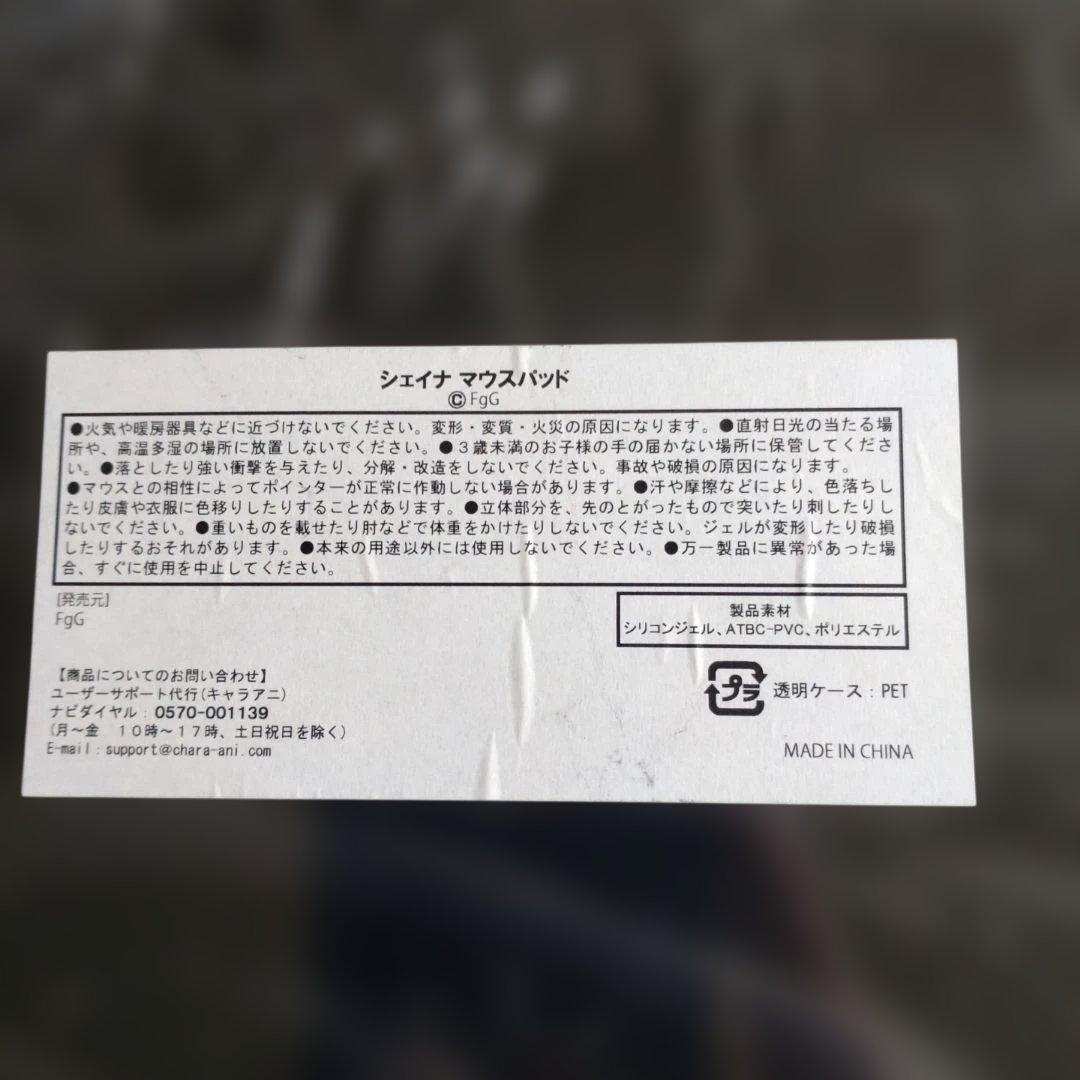 シェイナ マウスパッド
©FgG
●火気や暖房器具などに近づけないでください。変形・変質・火災の原因になります。●直射日光の当たる場
所や、高温多湿の場所に放置しないでください。●３歳未満のお子様の手の届かない場所に保管してくださ
い。●落としたり強い衝撃を与えたり、分解・改造をしないでください。事故や破損の原因になります。
●マウスとの相性によってポインターが正常に作動しない場合があります。●汗や摩擦などにより、色落ちし
たり皮膚や衣服に色移りしたりすることがあります。●立体部分を、先のとがったもので突いたり刺したりし
ないでください。●重いものを載せたり肘などで体重をかけたりしないでください。ジェルが変形したり破損
したりするおそれがあります。●本来の用途以外には使用しないでください。●万一製品に異常があった場
合、すぐに使用を中止してください。
[発売元]
FgG
製品素材
シリコンジェル、ATBC-PVC、ポリエステル
【商品についてのお問い合わせ】
ユーザーサポート代行(キャラアニ)
ナビダイヤル：0570-001139
(月～金　１０時～１７時、土日祝日を除く)
E-mail：support@chara-ani.com
プラ 透明ケース：PET
MADE IN CHINA